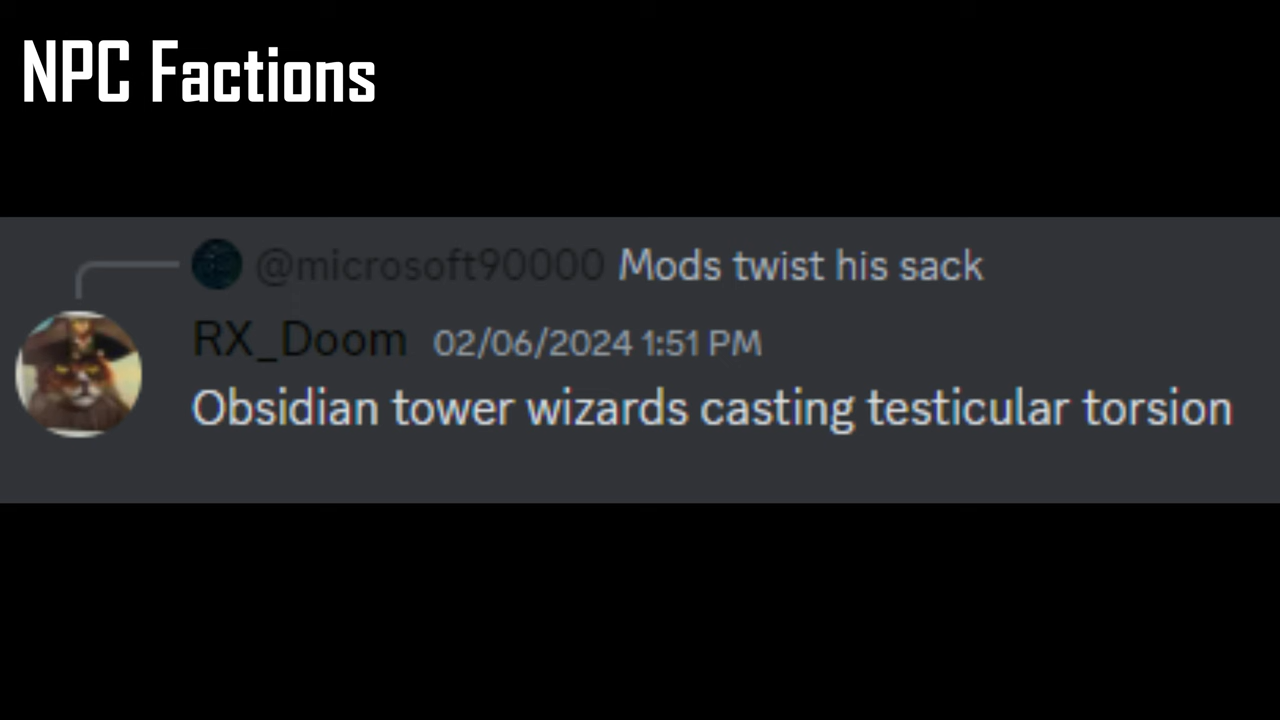 NPC Factions
@microsoft90000 Mods twist his sack
RX_Doom 02/06/2024 1:51 PM
Obsidian tower wizards casting testicular torsion